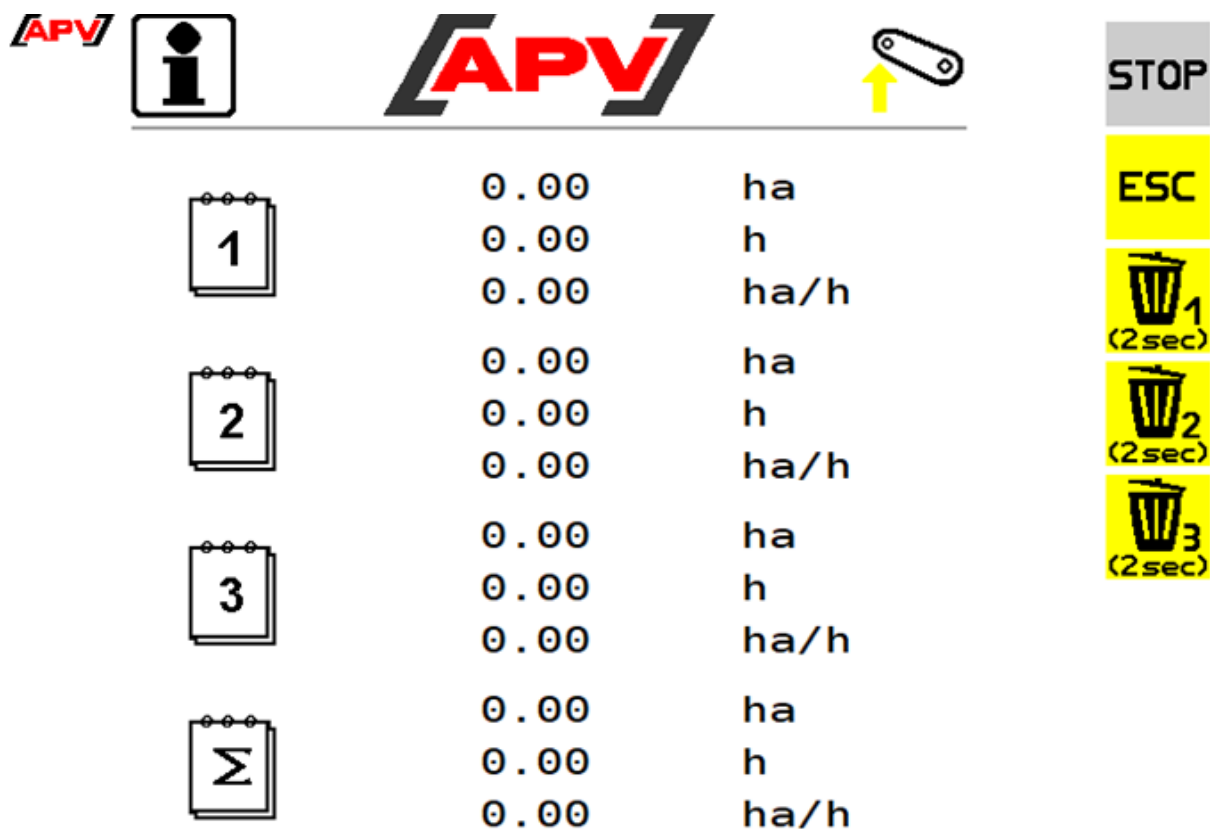 [APV]
[APV]
STOP
ESC
1
0.00 ha
0.00 h
0.00 ha/h
2
0.00 ha
0.00 h
0.00 ha/h
3
0.00 ha
0.00 h
0.00 ha/h
Σ
0.00 ha
0.00 h
0.00 ha/h
1
(2sec)
2
(2sec)
3
(2sec)